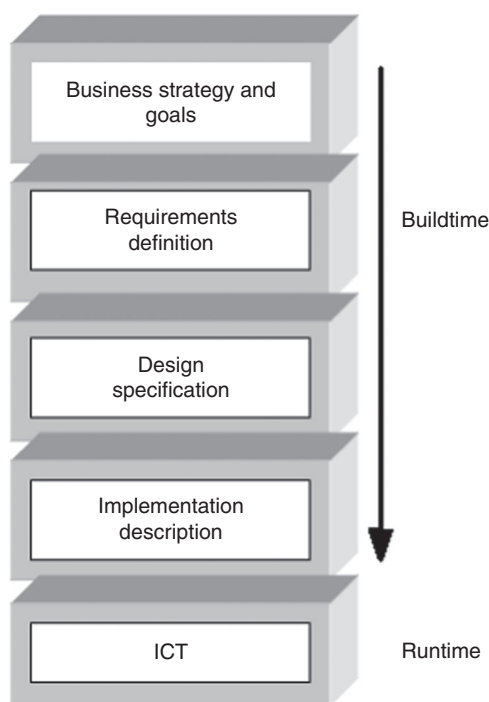 Business strategy and
goals
Requirements
definition
Buildtime
Design
specification
Implementation
description
ICT
Runtime